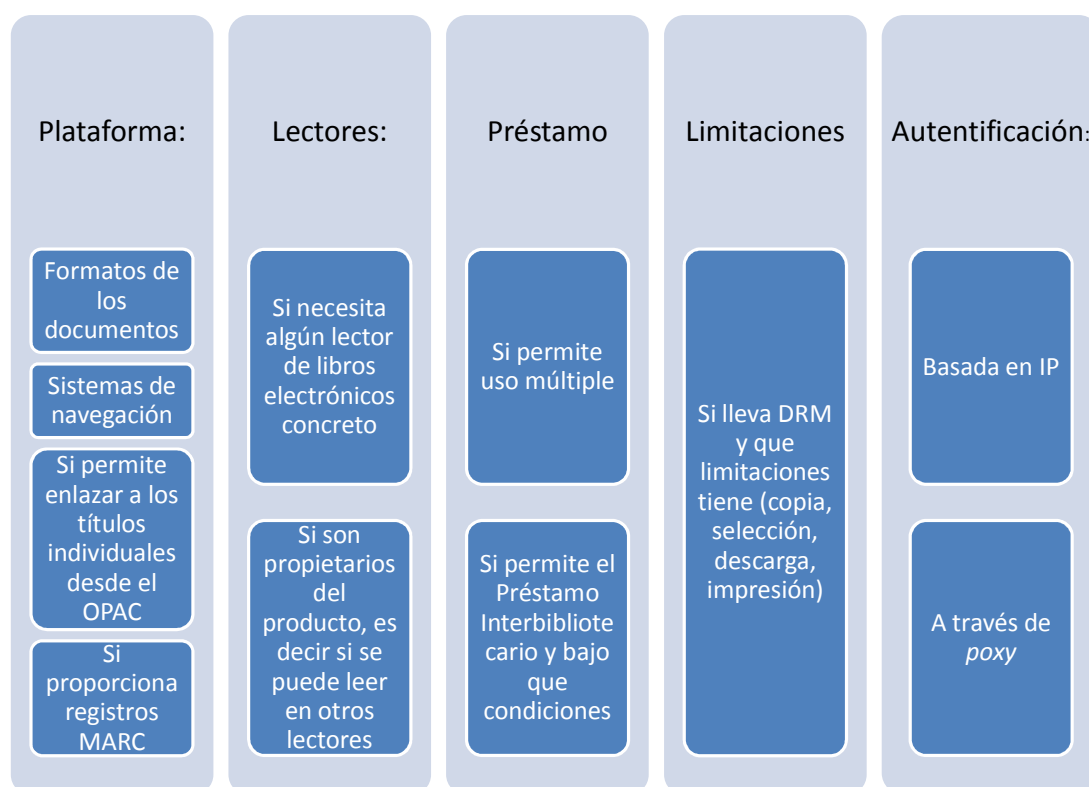 Plataforma:
Formatos de
los
documentos
Sistemas de
navegación
Si permite
enlazar a los
títulos
individuales
desde el
OPAC
Si
proporciona
registros
MARC
Lectores:
Si necesita
algún lector
de libros
electrónicos
concreto
Si son
propietarios
del
producto, es
decir si se
puede leer
en otros
lectores
Préstamo
Si permite
uso múltiple
Si permite el
Préstamo
Interbibliote
cario y bajo
que
condiciones
Limitaciones
Si lleva DRM
y que
limitaciones
tiene (copia,
selección,
descarga,
impresión)
Autentificación:
Basada en IP
A través de
poxy